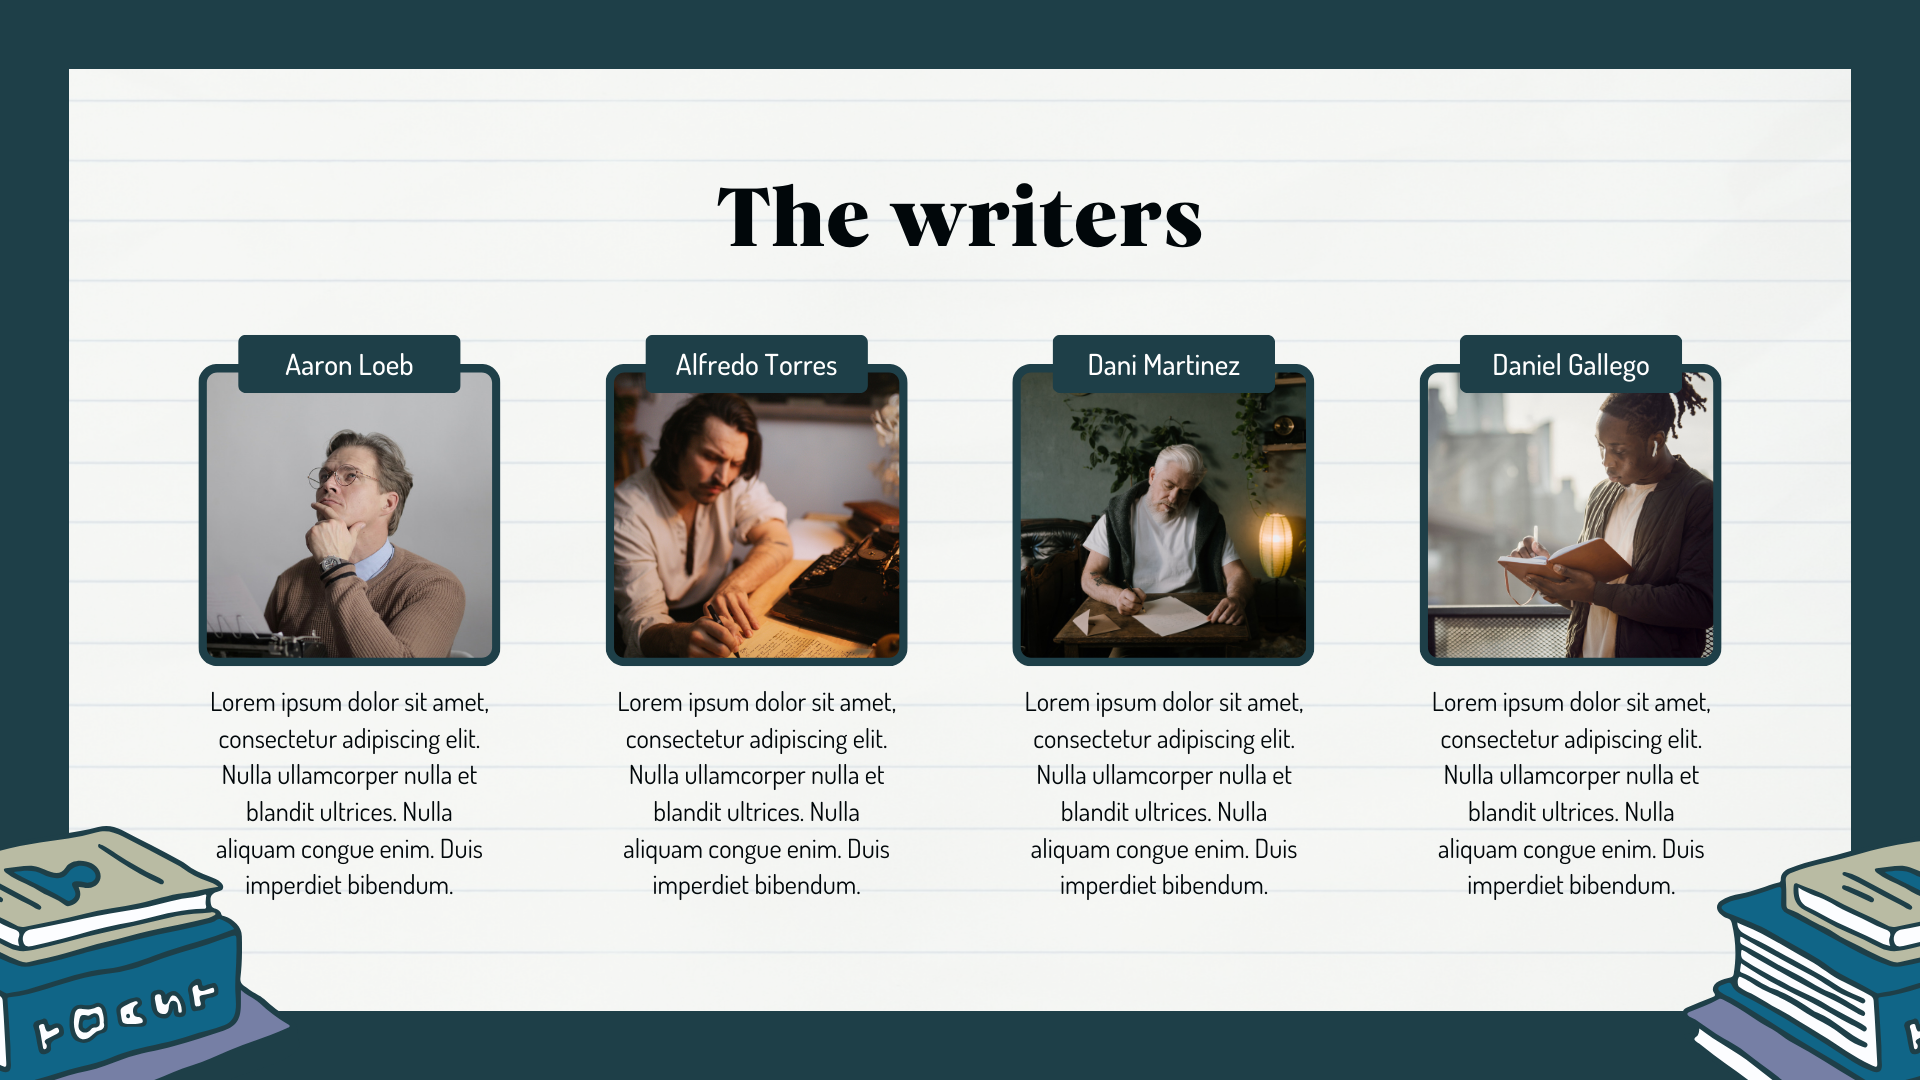 The writers
Aaron Loeb
Lorem ipsum dolor sit amet,
consectetur adipiscing elit.
Nulla ullamcorper nulla et
blandit ultrices. Nulla
aliquam congue enim. Duis
imperdiet bibendum.
Alfredo Torres
Lorem ipsum dolor sit amet,
consectetur adipiscing elit.
Nulla ullamcorper nulla et
blandit ultrices. Nulla
aliquam congue enim. Duis
imperdiet bibendum.
Dani Martinez
Lorem ipsum dolor sit amet,
consectetur adipiscing elit.
Nulla ullamcorper nulla et
blandit ultrices. Nulla
aliquam congue enim. Duis
imperdiet bibendum.
Daniel Gallego
Lorem ipsum dolor sit amet,
consectetur adipiscing elit.
Nulla ullamcorper nulla et
blandit ultrices. Nulla
aliquam congue enim. Duis
imperdiet bibendum.